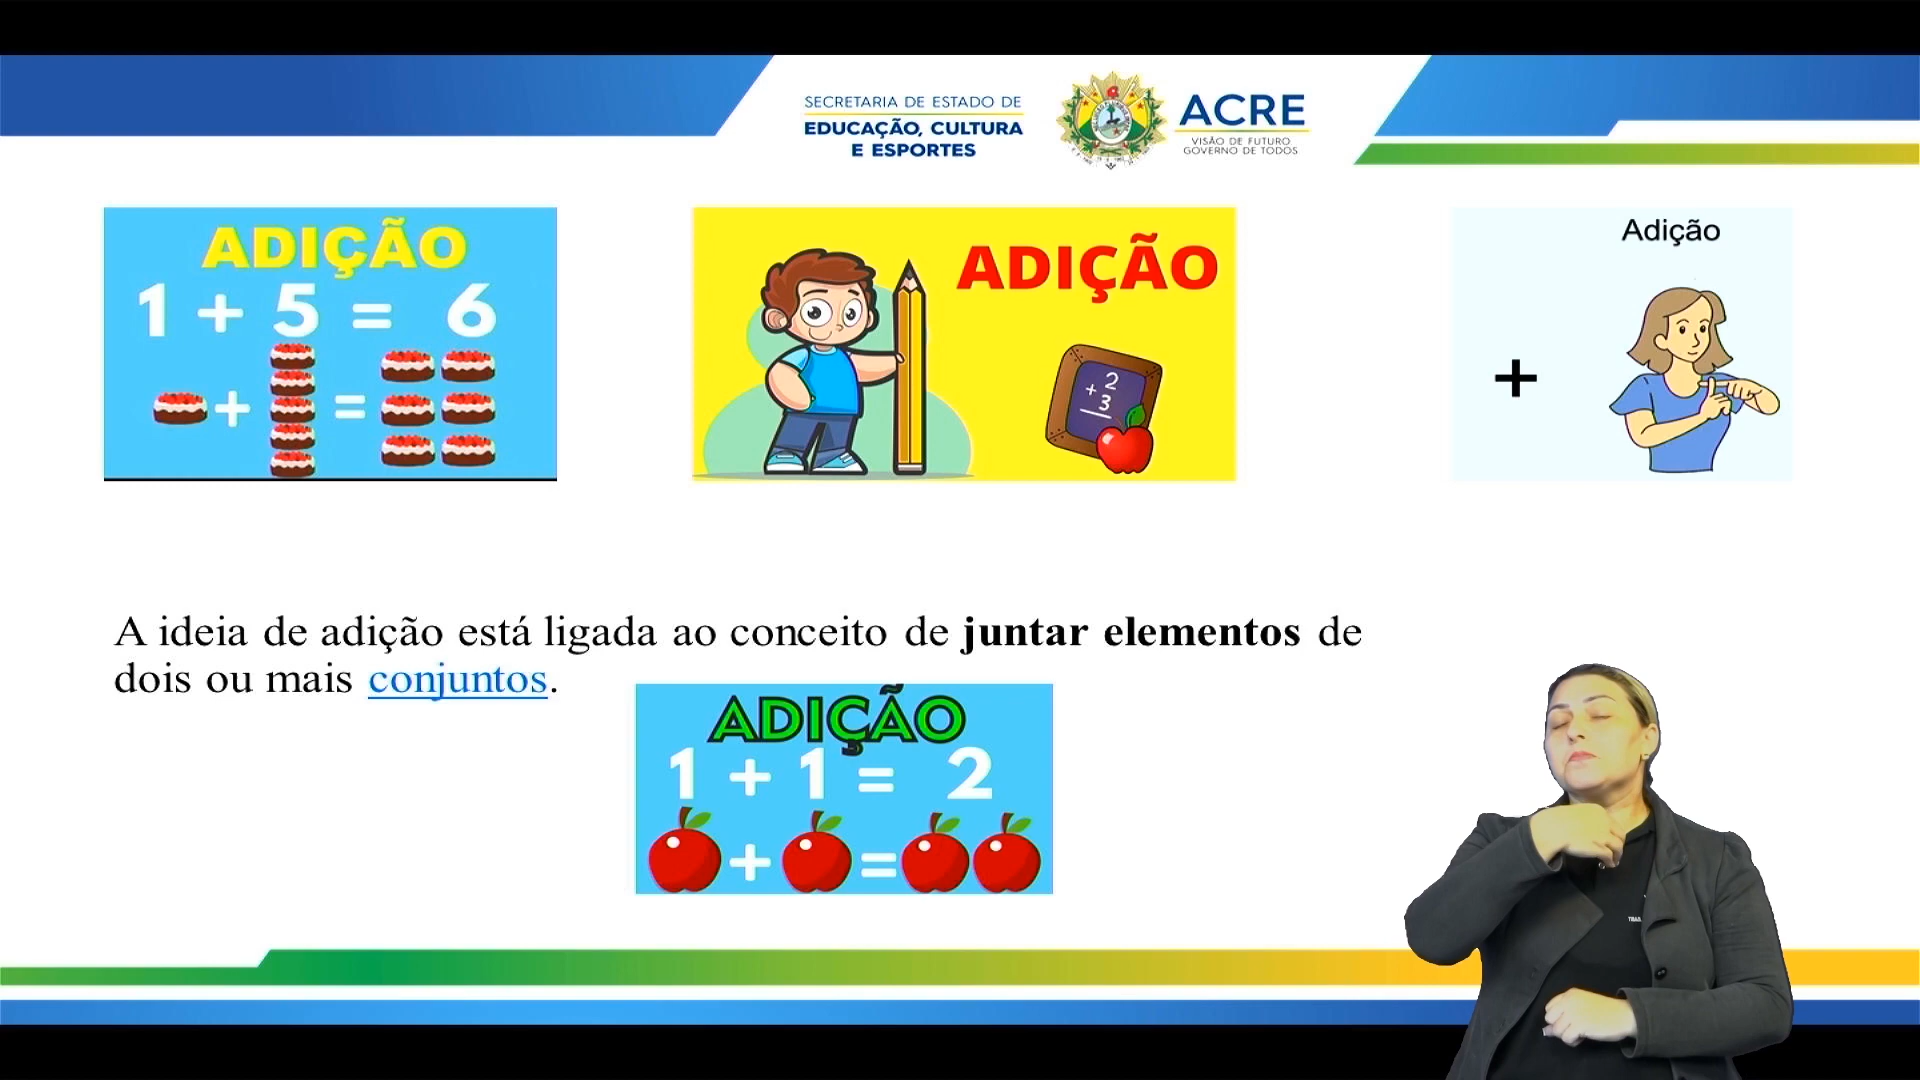 SECRETARIA DE ESTADO DE
EDUCAÇÃO, CULTURA
E ESPORTES
ACRE
VISÃO DE FUTURO
GOVERNO DE TODOS
ADIÇÃO
1 + 5 = 6
+ =
ADIÇÃO
2
+ 3
Adição
+
A ideia de adição está ligada ao conceito de juntar elementos de
dois ou mais conjuntos.
ADIÇÃO
1 + 1 = 2
+ =